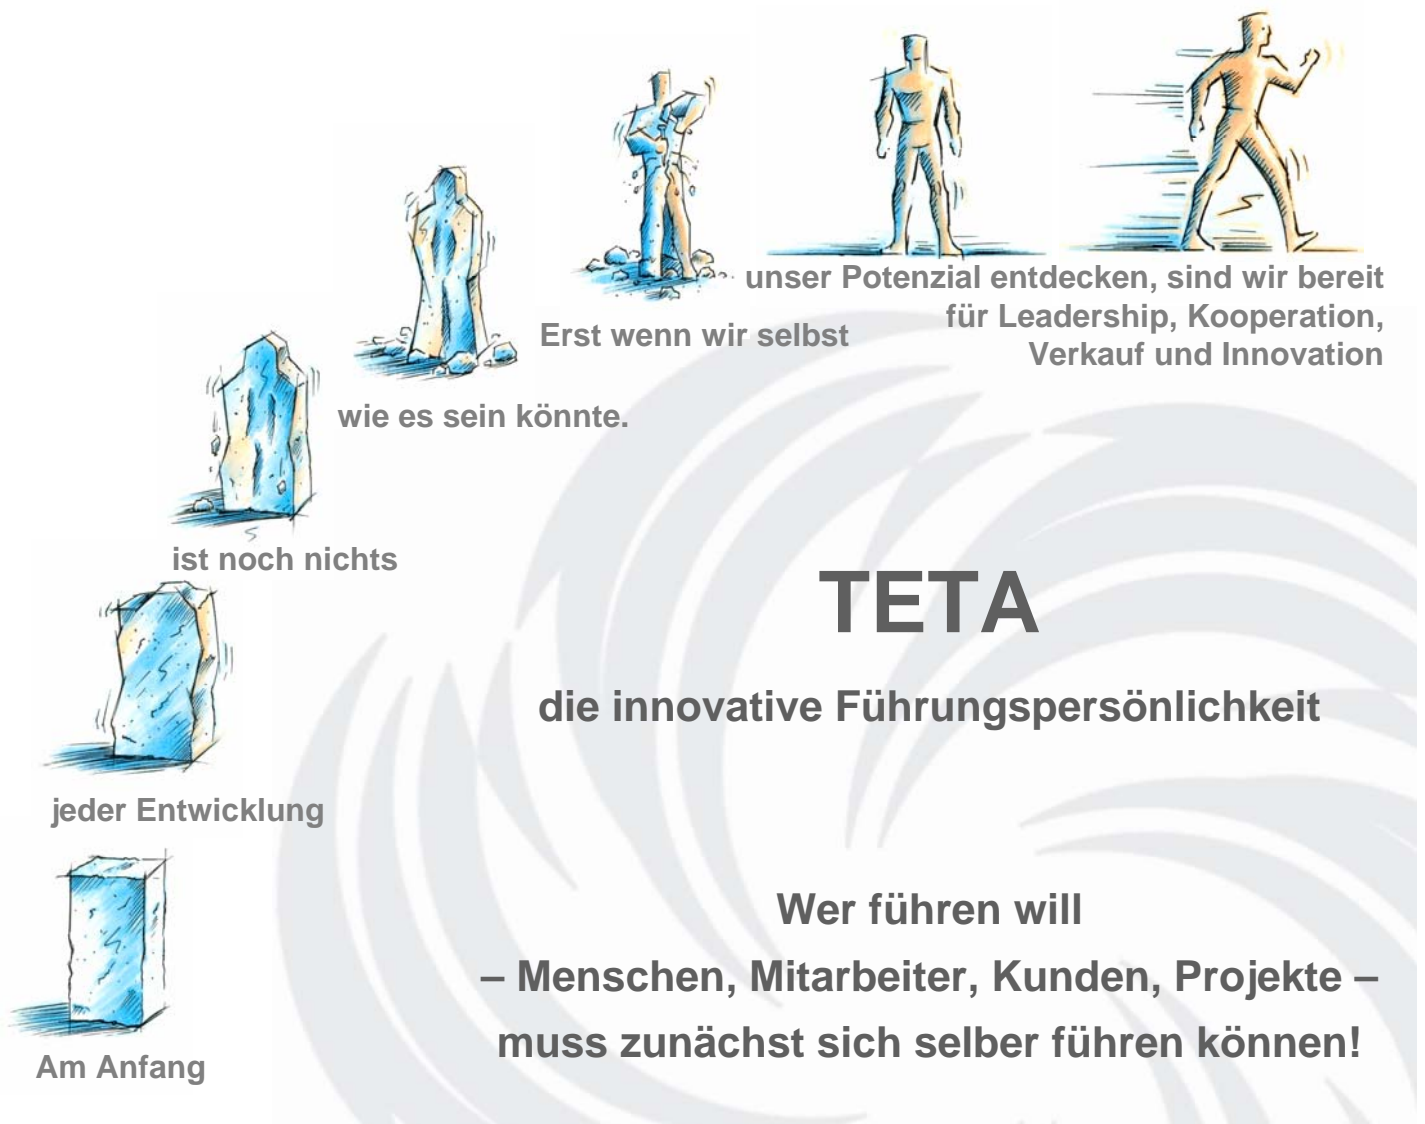 Am Anfang
jeder Entwicklung
ist noch nichts
wie es sein könnte.
Erst wenn wir selbst
unser Potenzial entdecken, sind wir bereit
für Leadership, Kooperation,
Verkauf und Innovation
TETA
die innovative Führungspersönlichkeit
Wer führen will
– Menschen, Mitarbeiter, Kunden, Projekte –
muss zunächst sich selber führen können!